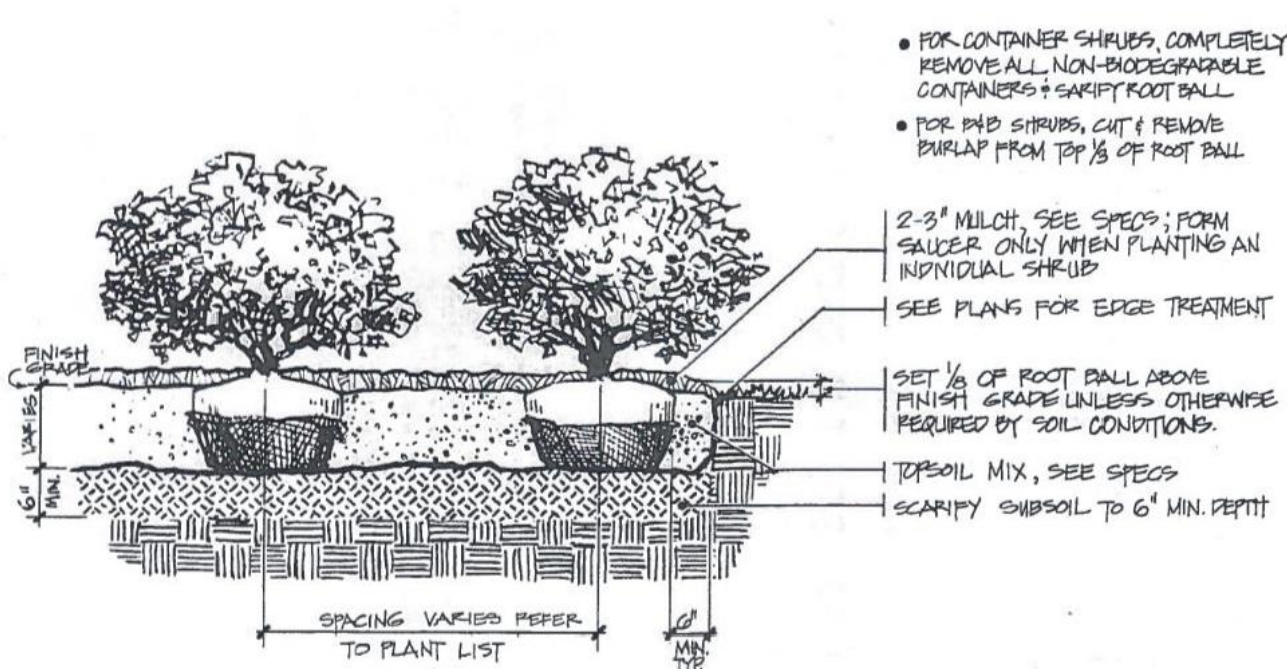 • FOR CONTAINER SHRUBS, COMPLETELY
REMOVE ALL NON-BIODEGRADABLE
CONTAINERS & SARIFY ROOT BALL
• FOR B&B SHRUBS, CUT & REMOVE
BURLAP FROM TOP 1/3 OF ROOT BALL
2-3" MULCH, SEE SPECS; FORM
SAUCER ONLY WHEN PLANTING AN
INDIVIDUAL SHRUB
SEE PLANS FOR EDGE TREATMENT
SET 1/8 OF ROOT BALL ABOVE
FINISH GRADE UNLESS OTHERWISE
REQUIRED BY SOIL CONDITIONS.
TOPSOIL MIX, SEE SPECS
SCARIFY SUBSOIL TO 6" MIN. DEPTH
FINISH
GRADE
VARIES
6"
MIN.
SPACING VARIES REFER
TO PLANT LIST
6"
MIN.
TYP.